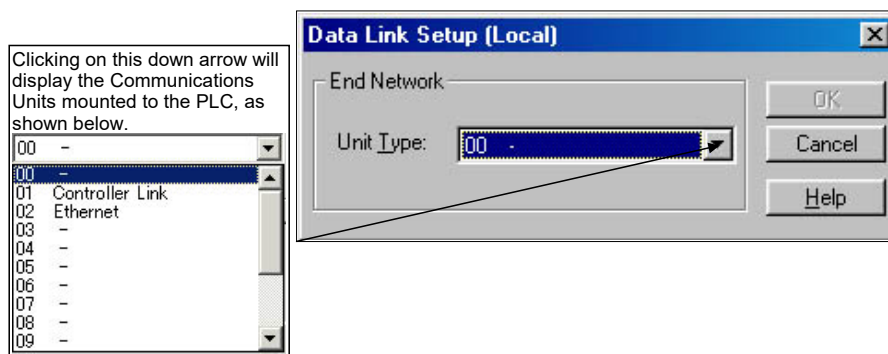 Clicking on this down arrow will
display the Communications
Units mounted to the PLC, as
shown below.
00 -
00 -
01 Controller Link
02 Ethernet
03 -
04 -
05 -
06 -
07 -
08 -
09 -
Data Link Setup (Local)
End Network
Unit Type: 00 -
OK
Cancel
Help